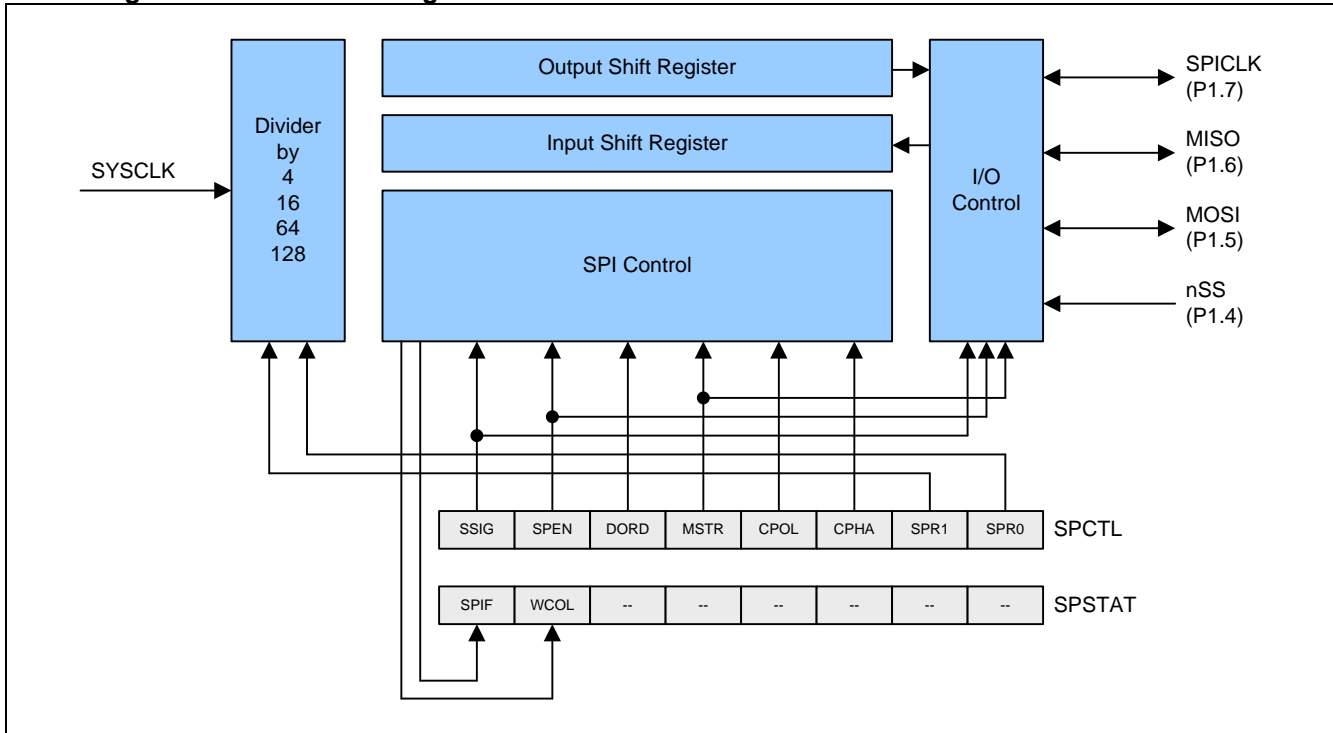 Output Shift Register
Input Shift Register
SPI Control
Divider
by
4
16
64
128
SYSCLK
I/O
Control
SPICLK
(P1.7)
MISO
(P1.6)
MOSI
(P1.5)
nSS
(P1.4)
SSIG SPEN DORD MSTR CPOL CPHA SPR1 SPR0 SPCTL
SPIF WCOL -- -- -- -- -- -- SPSTAT